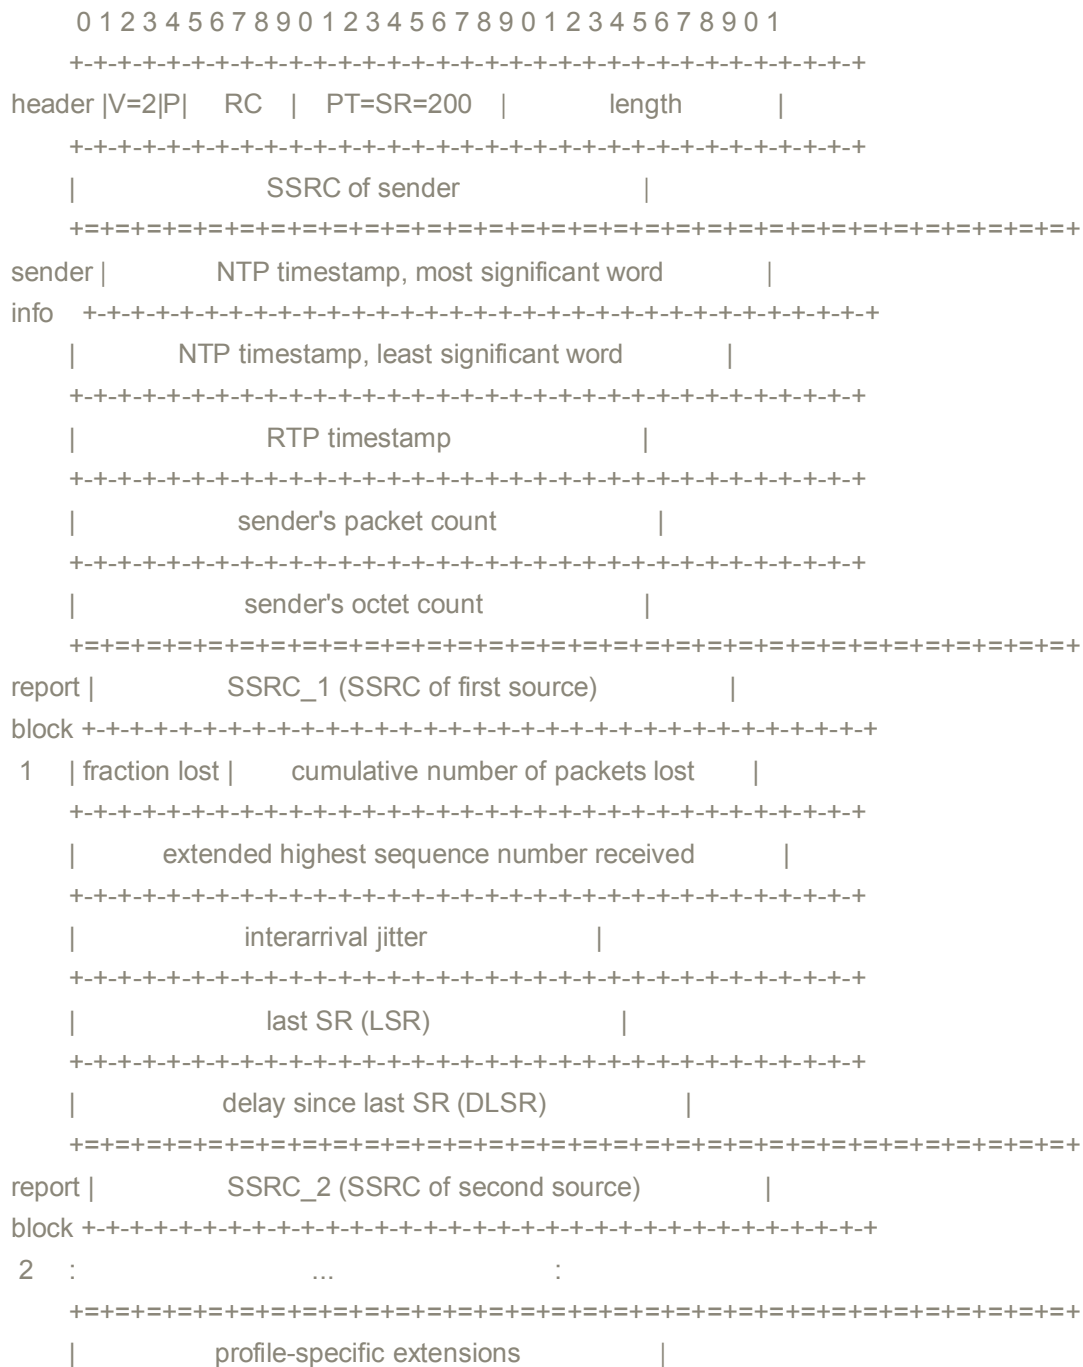 0 1 2 3 4 5 6 7 8 9 0 1 2 3 4 5 6 7 8 9 0 1 2 3 4 5 6 7 8 9 0 1
+-+-+-+-+-+-+-+-+-+-+-+-+-+-+-+-+-+-+-+-+-+-+-+-+-+-+-+-+-+-+-+-+
header |V=2|P| RC | PT=SR=200 | length |
+-+-+-+-+-+-+-+-+-+-+-+-+-+-+-+-+-+-+-+-+-+-+-+-+-+-+-+-+-+-+-+-+
| SSRC of sender |
+=+=+=+=+=+=+=+=+=+=+=+=+=+=+=+=+=+=+=+=+=+=+=+=+=+=+=+=+=+=+=+=+
sender | NTP timestamp, most significant word |
info +-+-+-+-+-+-+-+-+-+-+-+-+-+-+-+-+-+-+-+-+-+-+-+-+-+-+-+-+-+-+-+-+
| NTP timestamp, least significant word |
+-+-+-+-+-+-+-+-+-+-+-+-+-+-+-+-+-+-+-+-+-+-+-+-+-+-+-+-+-+-+-+-+
| RTP timestamp |
+-+-+-+-+-+-+-+-+-+-+-+-+-+-+-+-+-+-+-+-+-+-+-+-+-+-+-+-+-+-+-+-+
| sender's packet count |
+-+-+-+-+-+-+-+-+-+-+-+-+-+-+-+-+-+-+-+-+-+-+-+-+-+-+-+-+-+-+-+-+
| sender's octet count |
+=+=+=+=+=+=+=+=+=+=+=+=+=+=+=+=+=+=+=+=+=+=+=+=+=+=+=+=+=+=+=+=+
report | SSRC_1 (SSRC of first source) |
block +-+-+-+-+-+-+-+-+-+-+-+-+-+-+-+-+-+-+-+-+-+-+-+-+-+-+-+-+-+-+-+-+
1 | fraction lost | cumulative number of packets lost |
+-+-+-+-+-+-+-+-+-+-+-+-+-+-+-+-+-+-+-+-+-+-+-+-+-+-+-+-+-+-+-+-+
| extended highest sequence number received |
+-+-+-+-+-+-+-+-+-+-+-+-+-+-+-+-+-+-+-+-+-+-+-+-+-+-+-+-+-+-+-+-+
| interarrival jitter |
+-+-+-+-+-+-+-+-+-+-+-+-+-+-+-+-+-+-+-+-+-+-+-+-+-+-+-+-+-+-+-+-+
| last SR (LSR) |
+-+-+-+-+-+-+-+-+-+-+-+-+-+-+-+-+-+-+-+-+-+-+-+-+-+-+-+-+-+-+-+-+
| delay since last SR (DLSR) |
+=+=+=+=+=+=+=+=+=+=+=+=+=+=+=+=+=+=+=+=+=+=+=+=+=+=+=+=+=+=+=+=+
report | SSRC_2 (SSRC of second source) |
block +-+-+-+-+-+-+-+-+-+-+-+-+-+-+-+-+-+-+-+-+-+-+-+-+-+-+-+-+-+-+-+-+
2 : ... :
+=+=+=+=+=+=+=+=+=+=+=+=+=+=+=+=+=+=+=+=+=+=+=+=+=+=+=+=+=+=+=+=+
| profile-specific extensions |